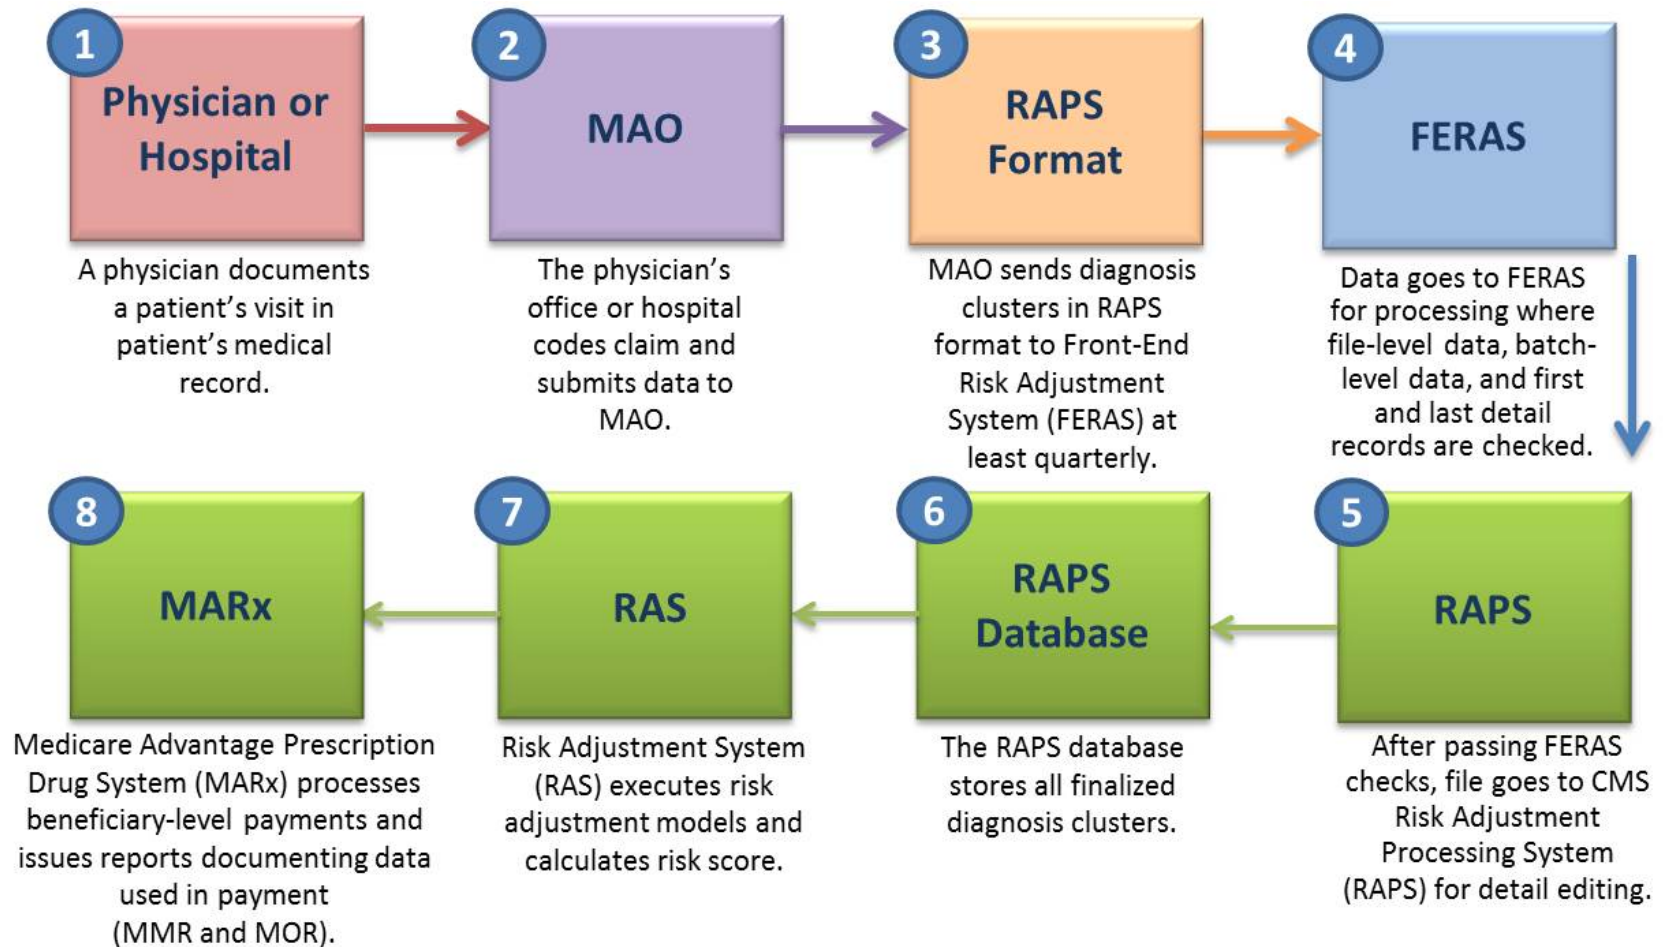 1
Physician or
Hospital
A physician documents
a patient's visit in
patient's medical
record.
2
MAO
The physician's
office or hospital
codes claim and
submits data to
MAO.
3
RAPS
Format
MAO sends diagnosis
clusters in RAPS
format to Front-End
Risk Adjustment
System (FERAS) at
least quarterly.
4
FERAS
Data goes to FERAS
for processing where
file-level data, batch-
level data, and first
and last detail
records are checked.
5
RAPS
After passing FERAS
checks, file goes to CMS
Risk Adjustment
Processing System
(RAPS) for detail editing.
6
RAPS
Database
The RAPS database
stores all finalized
diagnosis clusters.
7
RAS
Risk Adjustment System
(RAS) executes risk
adjustment models and
calculates risk score.
8
MARx
Medicare Advantage Prescription
Drug System (MARx) processes
beneficiary-level payments and
issues reports documenting data
used in payment
(MMR and MOR).